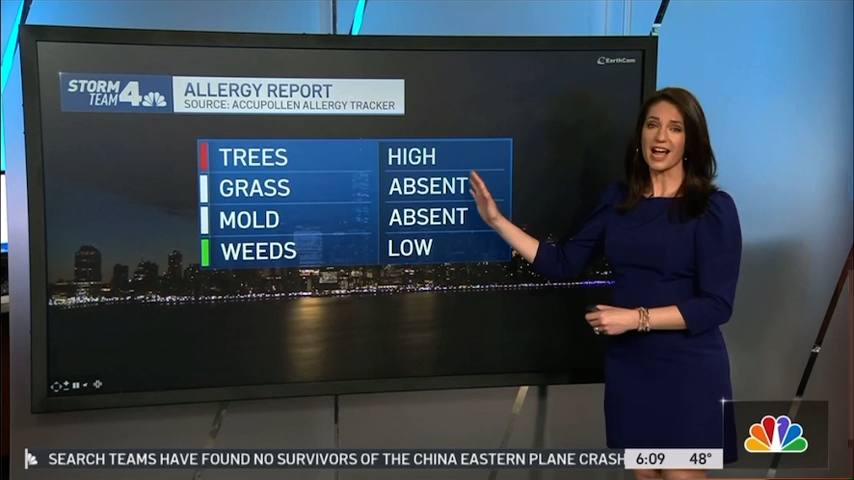 EarthCam
STORM
TEAM 4
ALLERGY REPORT
SOURCE: ACCUPOLLEN ALLERGY TRACKER
TREES HIGH
GRASS ABSENT
MOLD ABSENT
WEEDS LOW
SEARCH TEAMS HAVE FOUND NO SURVIVORS OF THE CHINA EASTERN PLANE CRASH
6:09 48°